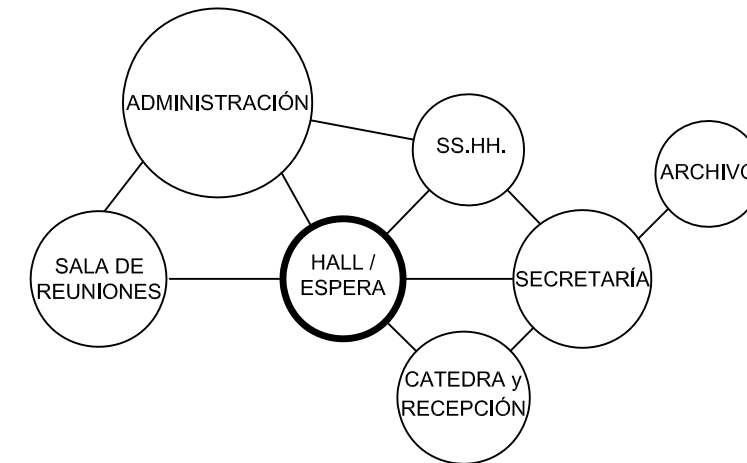 ADMINISTRACIÓN
SS.HH.
ARCHIVO
SALA DE
REUNIONES
HALL /
ESPERA
SECRETARÍA
CATEDRA y
RECEPCIÓN